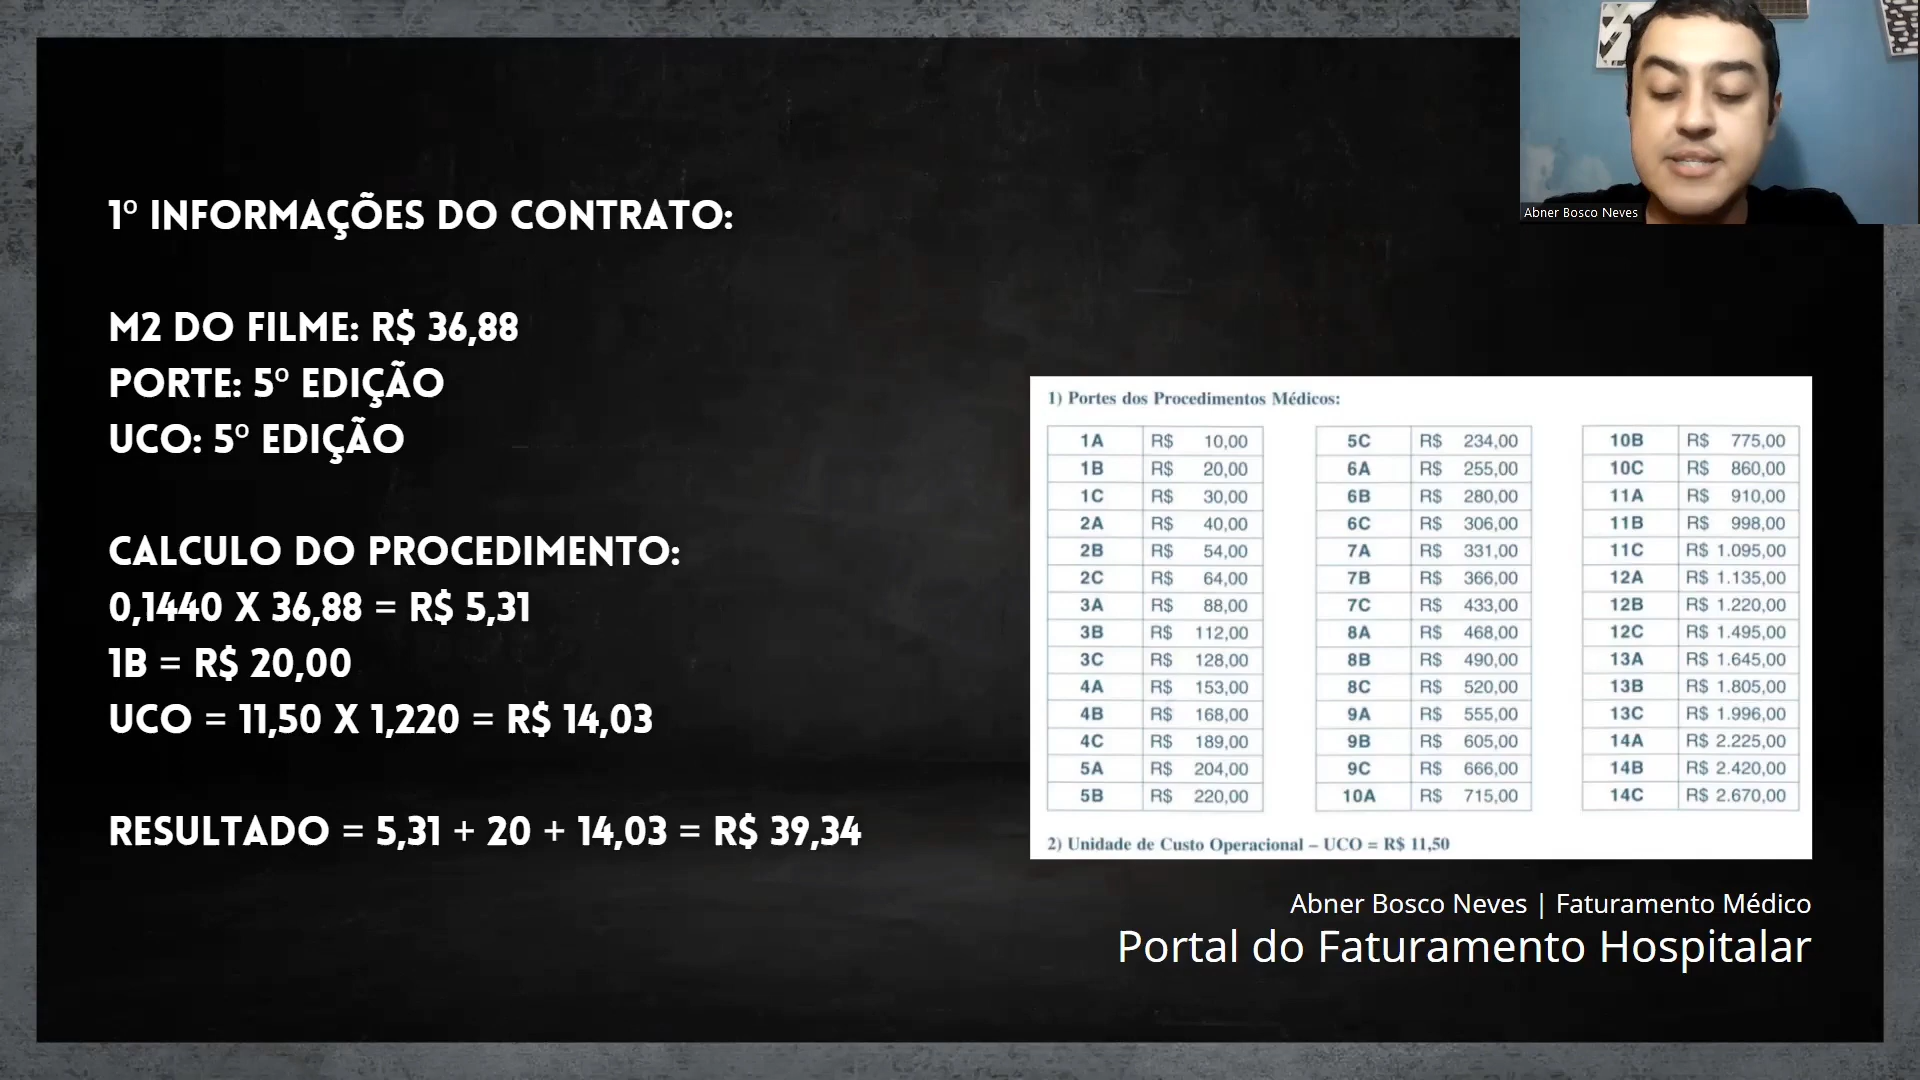 1º INFORMAÇÕES DO CONTRATO:
M2 DO FILME: R$ 36,88
PORTE: 5º EDIÇÃO
UCO: 5º EDIÇÃO
CALCULO DO PROCEDIMENTO:
0,1440 X 36,88 = R$ 5,31
1B = R$ 20,00
UCO = 11,50 X 1,220 = R$ 14,03
RESULTADO = 5,31 + 20 + 14,03 = R$ 39,34
Abner Bosco Neves
1) Portes dos Procedimentos Médicos:
1A R$ 10,00 5C R$ 234,00 10B R$ 775,00
1B R$ 20,00 6A R$ 255,00 10C R$ 860,00
1C R$ 30,00 6B R$ 280,00 11A R$ 910,00
2A R$ 40,00 6C R$ 306,00 11B R$ 998,00
2B R$ 54,00 7A R$ 331,00 11C R$ 1.095,00
2C R$ 64,00 7B R$ 366,00 12A R$ 1.135,00
3A R$ 88,00 7C R$ 433,00 12B R$ 1.220,00
3B R$ 112,00 8A R$ 468,00 12C R$ 1.495,00
3C R$ 128,00 8B R$ 490,00 13A R$ 1.645,00
4A R$ 153,00 8C R$ 520,00 13B R$ 1.805,00
4B R$ 168,00 9A R$ 555,00 13C R$ 1.996,00
4C R$ 189,00 9B R$ 605,00 14A R$ 2.225,00
5A R$ 204,00 9C R$ 666,00 14B R$ 2.420,00
5B R$ 220,00 10A R$ 715,00 14C R$ 2.670,00
2) Unidade de Custo Operacional – UCO = R$ 11,50
Abner Bosco Neves | Faturamento Médico
Portal do Faturamento Hospitalar